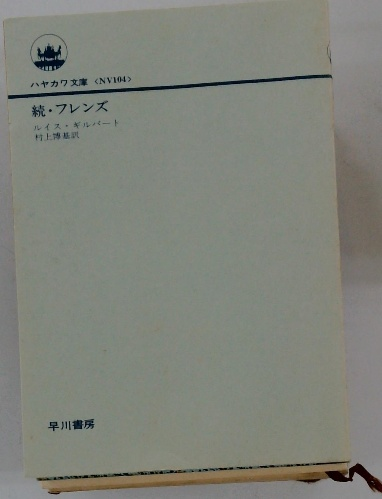 ハヤカワ文庫〈NV104〉
続・フレンズ
ルイス・ギルバート
村上博基訳
早川書房